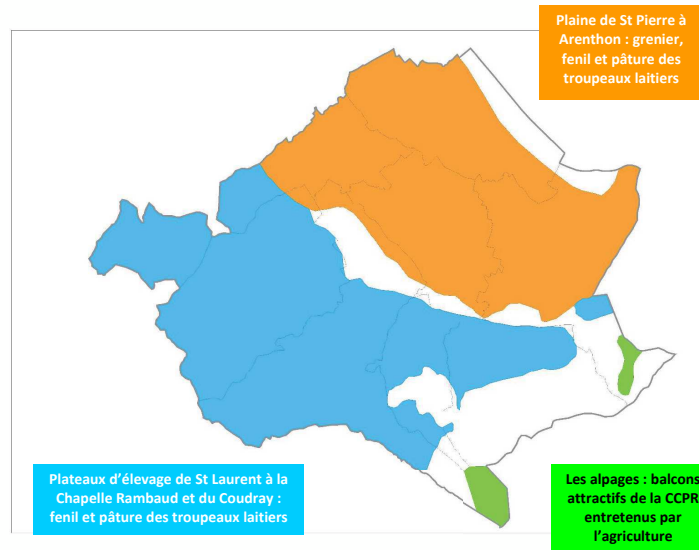 Plaine de St Pierre à
Arenthon : grenier,
fenil et pâture des
troupeaux laitiers
Plateaux d'élevage de St Laurent à la
Chapelle Rambaud et du Coudray :
fenil et pâture des troupeaux laitiers
Les alpages : balcons
attractifs de la CCPR
entretenus par
l'agriculture